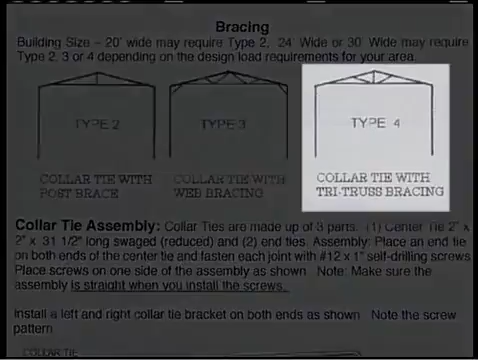 Bracing
Building Size – 20' wide may require Type 2, 24' Wide or 30' Wide may require
Type 2, 3 or 4 depending on the design load requirements for your area.
TYPE 2
TYPE 3
TYPE 4
COLLAR TIE WITH
POST BRACE
COLLAR TIE WITH
WEB BRACING
COLLAR TIE WITH
TRI-TRUSS BRACING
Collar Tie Assembly: Collar Ties are made up of 3 parts: (1) Center Tie 2" x
2" x 31 1/2" long swaged (reduced) and (2) end ties. Assembly: Place an end tie
on both ends of the center tie and fasten each joint with #12 x 1" self-drilling screws
Place screws on one side of the assembly as shown Note: Make sure the
assembly is straight when you install the screws.
Install a left and right collar tie bracket on both ends as shown Note the screw
pattern
COLLAR TIE